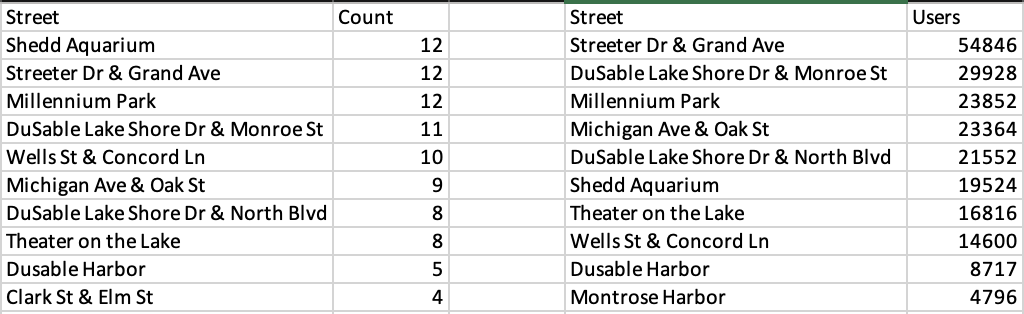 Street Count Street Users
Shedd Aquarium 12 Streeter Dr & Grand Ave 54846
Streeter Dr & Grand Ave 12 DuSable Lake Shore Dr & Monroe St 29928
Millennium Park 12 Millennium Park 23852
DuSable Lake Shore Dr & Monroe St 11 Michigan Ave & Oak St 23364
Wells St & Concord Ln 10 DuSable Lake Shore Dr & North Blvd 21552
Michigan Ave & Oak St 9 Shedd Aquarium 19524
DuSable Lake Shore Dr & North Blvd 8 Theater on the Lake 16816
Theater on the Lake 8 Wells St & Concord Ln 14600
Dusable Harbor 5 Dusable Harbor 8717
Clark St & Elm St 4 Montrose Harbor 4796